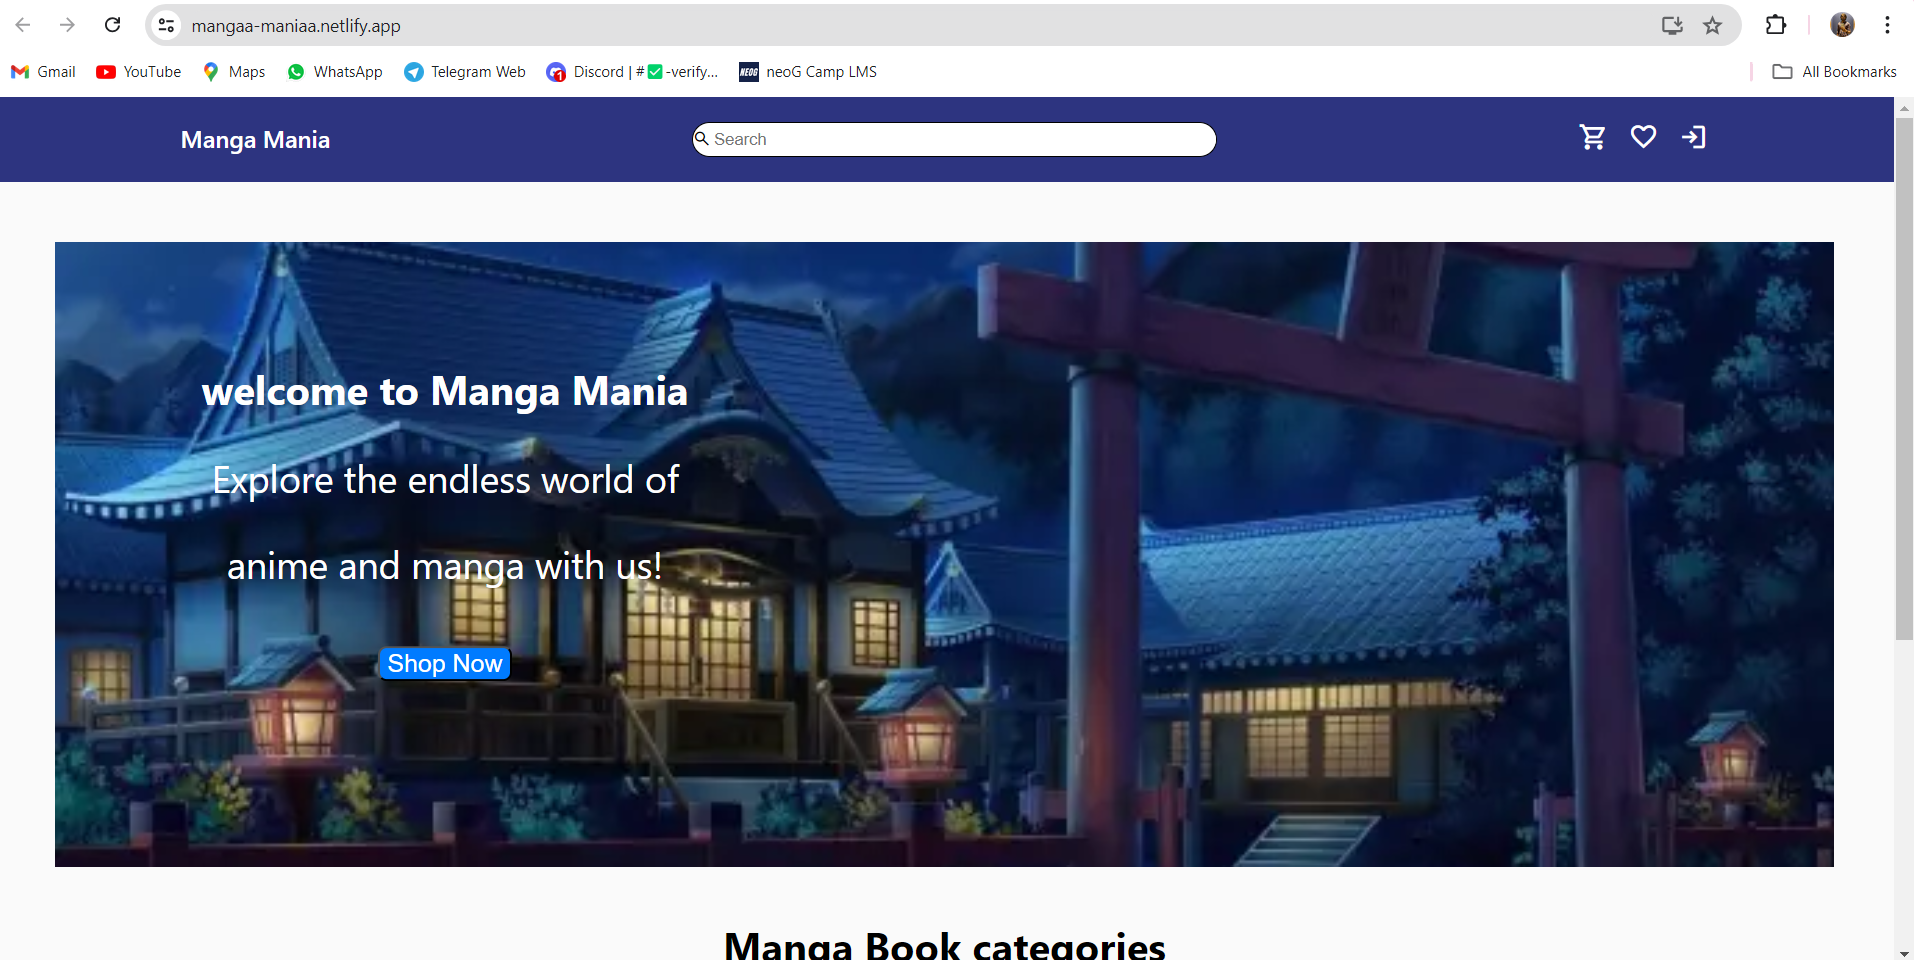 mangaa-maniaa.netlify.app
Gmail YouTube Maps WhatsApp Telegram Web Discord | #✅-verify... NEOG neoG Camp LMS All Bookmarks
Manga Mania Search
welcome to Manga Mania
Explore the endless world of
anime and manga with us!
Shop Now
Manga Book categories